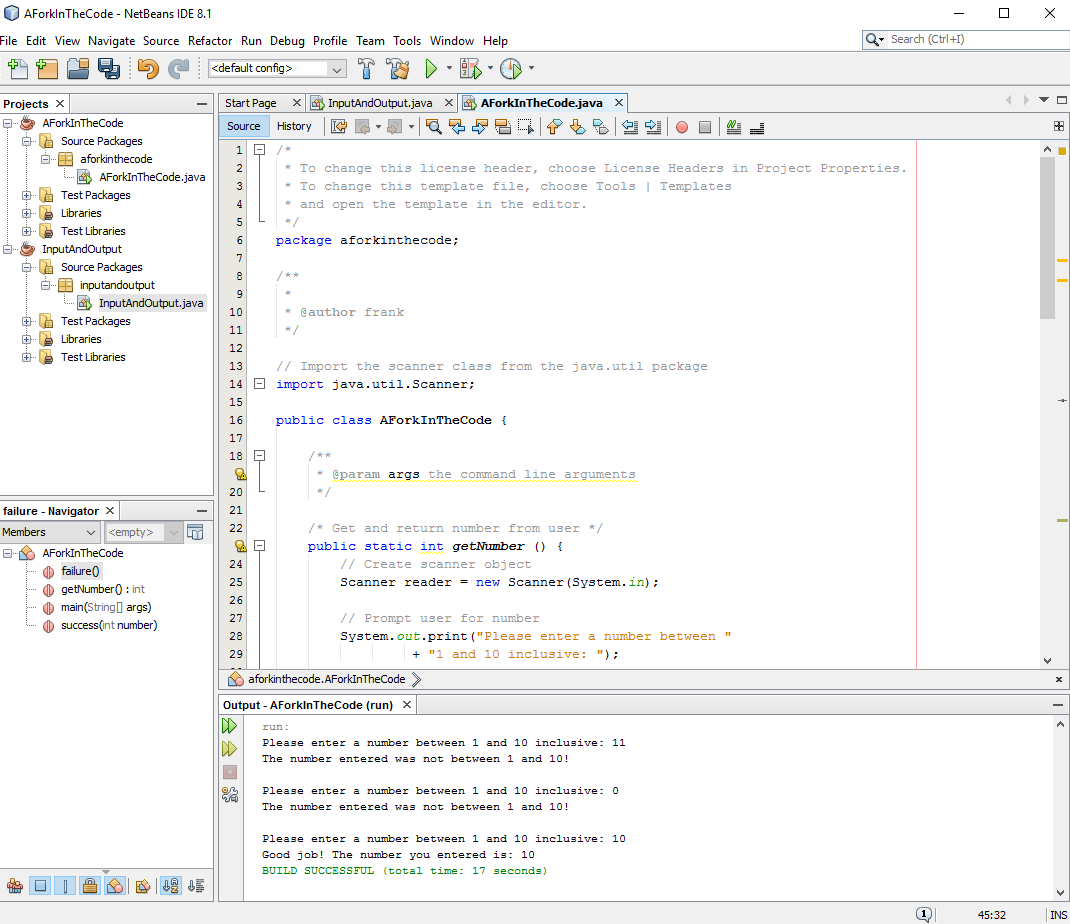 AForkInTheCode - NetBeans IDE 8.1
File Edit View Navigate Source Refactor Run Debug Profile Team Tools Window Help
Search (Ctrl+I)
<default config>
Projects
AForkInTheCode
Source Packages
aforkinthecode
AForkInTheCode.java
Test Packages
Libraries
Test Libraries
InputAndOutput
Source Packages
inputandoutput
InputAndOutput.java
Test Packages
Libraries
Test Libraries
failure - Navigator
Members <empty>
AForkInTheCode
failure()
getNumber() : int
main(String[] args)
success(int number)
Start Page InputAndOutput.java AForkInTheCode.java
Source History
1 /*
2 * To change this license header, choose License Headers in Project Properties.
3 * To change this template file, choose Tools | Templates
4 * and open the template in the editor.
5 */
6 package aforkinthecode;
7
8 /**
9 *
10 * @author frank
11 */
12
13 // Import the scanner class from the java.util package
14 import java.util.Scanner;
15
16 public class AForkInTheCode {
17
18 /**
* @param args the command line arguments
20 */
21
22 /* Get and return number from user */
public static int getNumber () {
24 // Create scanner object
25 Scanner reader = new Scanner(System.in);
26
27 // Prompt user for number
28 System.out.print("Please enter a number between "
29 + "1 and 10 inclusive: ");
aforkinthecode.AForkInTheCode
Output - AForkInTheCode (run)
run:
Please enter a number between 1 and 10 inclusive: 11
The number entered was not between 1 and 10!
Please enter a number between 1 and 10 inclusive: 0
The number entered was not between 1 and 10!
Please enter a number between 1 and 10 inclusive: 10
Good job! The number you entered is: 10
BUILD SUCCESSFUL (total time: 17 seconds)
1 45:32 INS